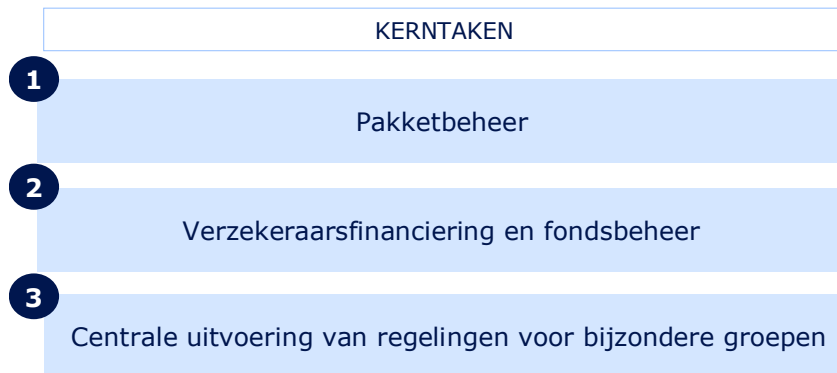 KERNTAKEN
1
Pakketbeheer
2
Verzekeraarsfinanciering en fondsbeheer
3
Centrale uitvoering van regelingen voor bijzondere groepen